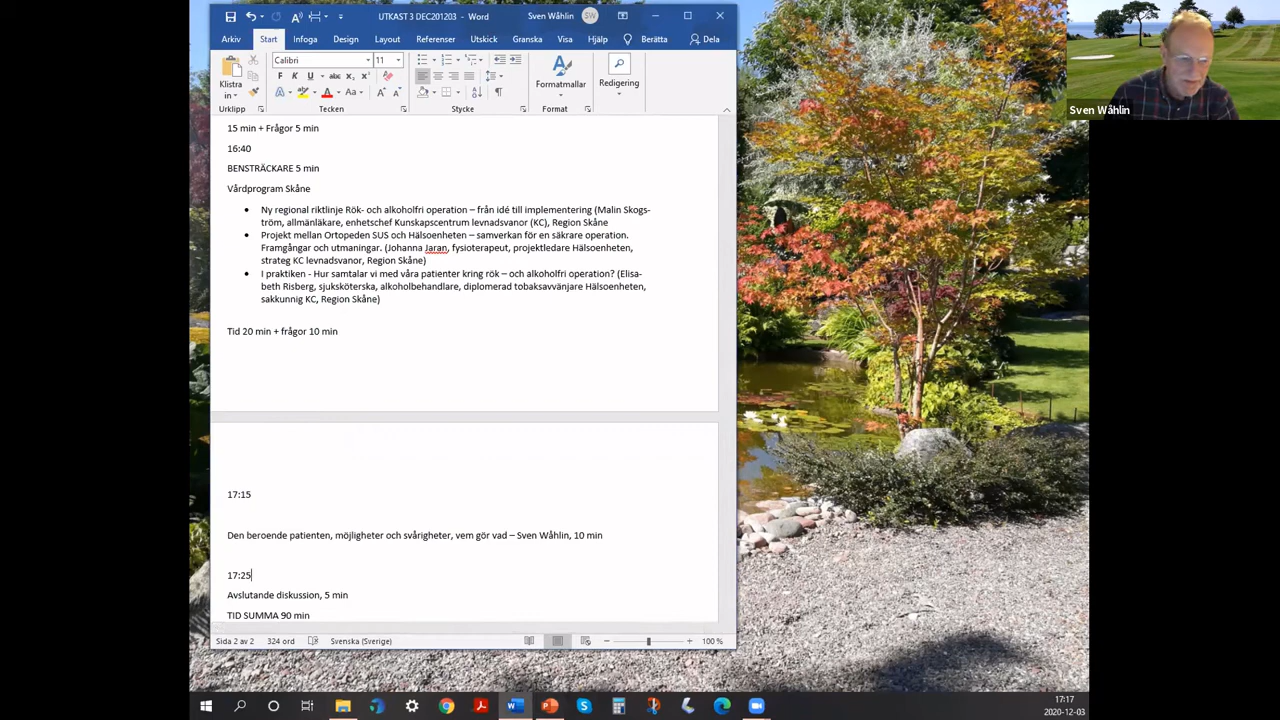 UTKAST 3 DEC201203 - Word
Sven Wåhlin
SW
Arkiv
Start
Infoga
Design
Layout
Referenser
Utskick
Granska
Visa
Hjälp
Berätta
Dela
Klistra
in
Calibri
11
F K U abc x₂ x²
Aa
Formatmallar
Redigering
Urklipp
Tecken
Stycke
Format
Sven Wåhlin
15 min + Frågor 5 min
16:40
BENSTRÄCKARE 5 min
Vårdprogram Skåne
• Ny regional riktlinje Rök- och alkoholfri operation – från idé till implementering (Malin Skogs-
tröm, allmänläkare, enhetschef Kunskapscentrum levnadsvanor (KC), Region Skåne
• Projekt mellan Ortopeden SUS och Hälsoenheten – samverkan för en säkrare operation.
Framgångar och utmaningar. (Johanna Jaran, fysioterapeut, projektledare Hälsoenheten,
strateg KC levnadsvanor, Region Skåne)
• I praktiken - Hur samtalar vi med våra patienter kring rök – och alkoholfri operation? (Elisa-
beth Risberg, sjuksköterska, alkoholbehandlare, diplomerad tobaksavvänjare Hälsoenheten,
sakkunnig KC, Region Skåne)
Tid 20 min + frågor 10 min
17:15
Den beroende patienten, möjligheter och svårigheter, vem gör vad – Sven Wåhlin, 10 min
17:25
Avslutande diskussion, 5 min
TID SUMMA 90 min
Sida 2 av 2
324 ord
Svenska (Sverige)
100 %
17:17
2020-12-03